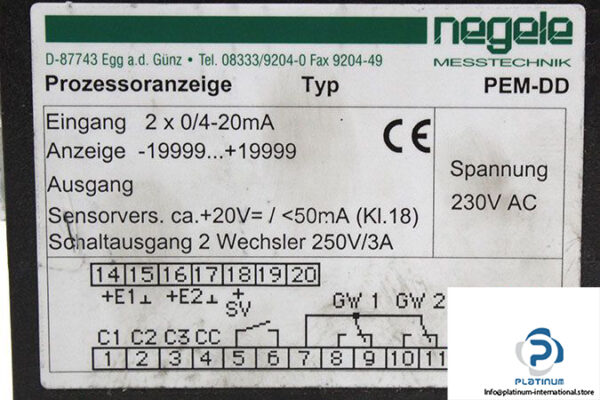 negele
MESSTECHNIK
D-87743 Egg a.d. Günz • Tel. 08333/9204-0 Fax 9204-49
Prozessoranzeige Typ PEM-DD
Eingang 2 x 0/4-20mA
Anzeige -19999...+19999
CE
Ausgang
Sensorvers. ca.+20V= / <50mA (Kl.18)
Schaltausgang 2 Wechsler 250V/3A
Spannung
230V AC
14 15 16 17 18 19 20
+E1⊥ +E2⊥ +
SV
GW 1 GW 2
C1 C2 C3 CC
1 2 3 4 5 6 7 8 9 10 11
PLATINUM
Info@platinum-international.store